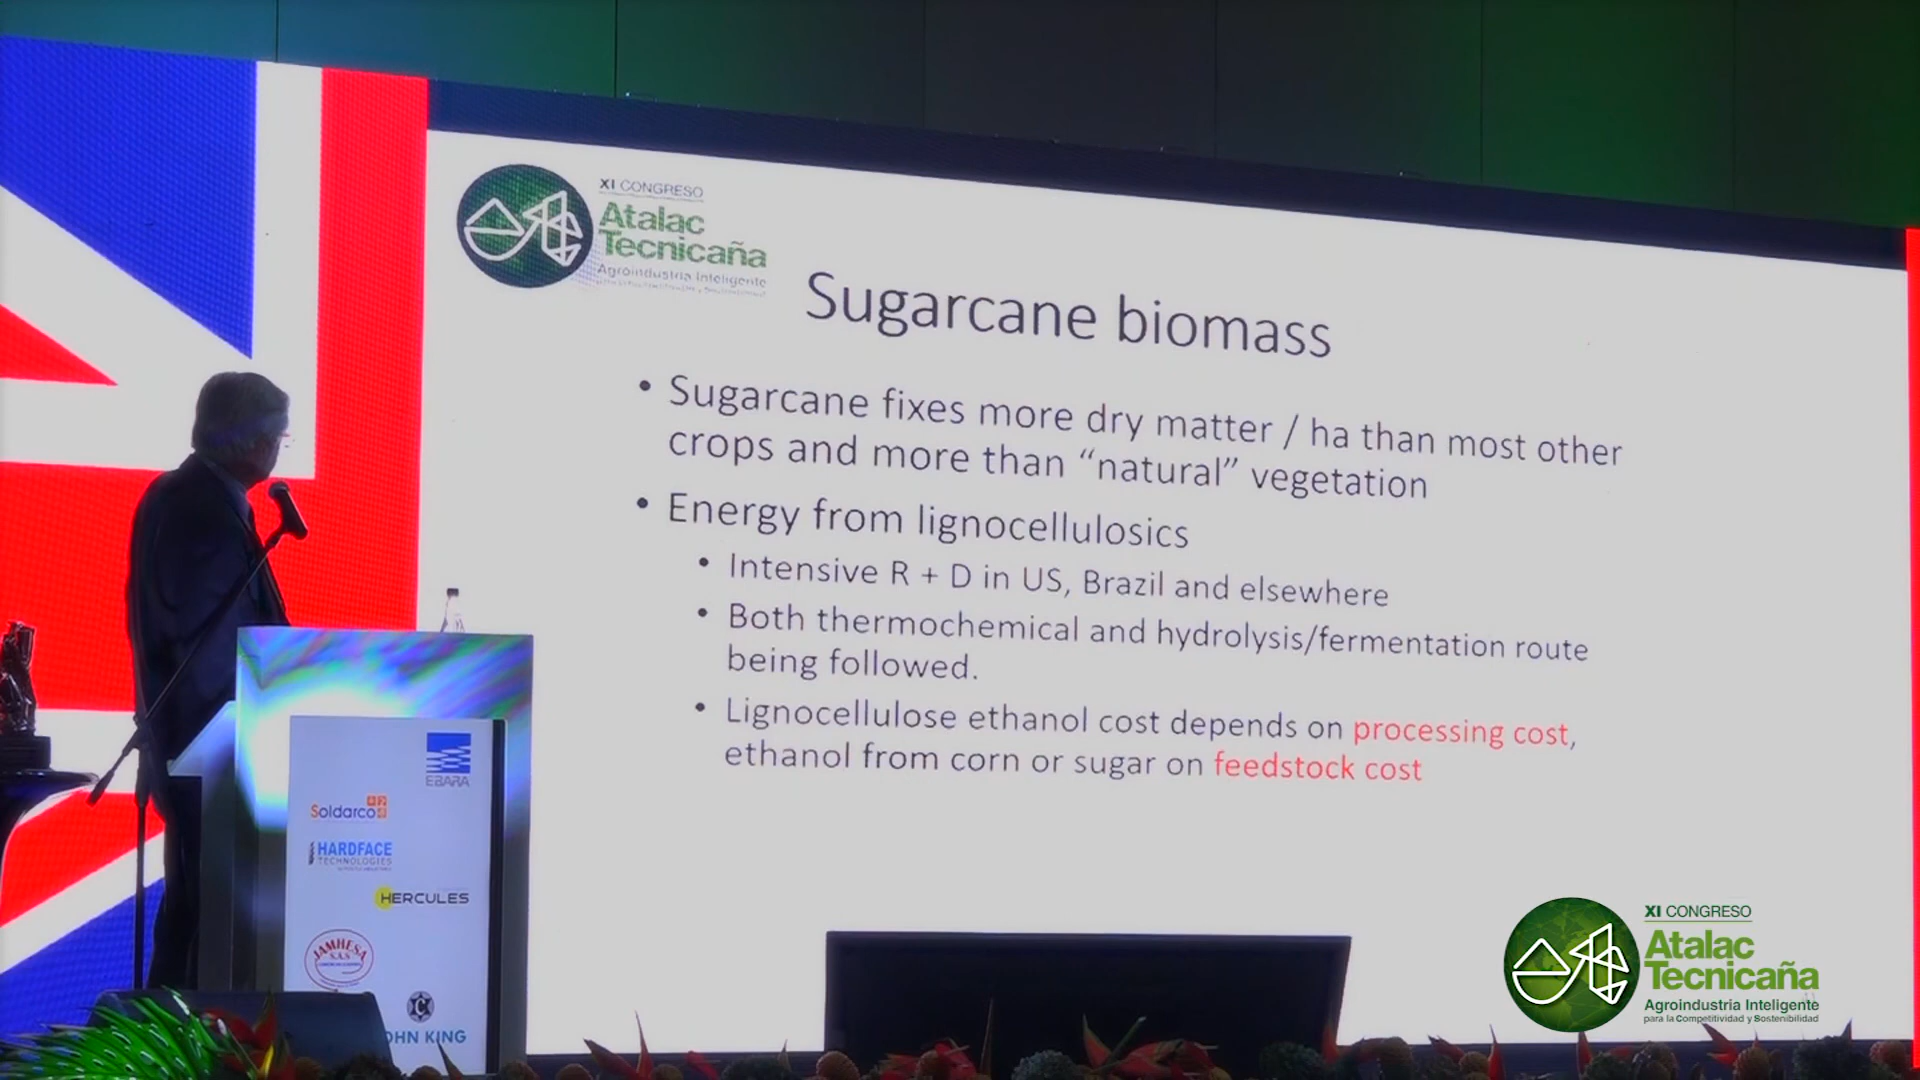 XI CONGRESO
Atalac
Tecnicaña
Agroindustria Inteligente
Sugarcane biomass
• Sugarcane fixes more dry matter / ha than most other
crops and more than “natural” vegetation
• Energy from lignocellulosics
• Intensive R + D in US, Brazil and elsewhere
• Both thermochemical and hydrolysis/fermentation route
being followed.
• Lignocellulose ethanol cost depends on processing cost,
ethanol from corn or sugar on feedstock cost
EBARA
Soldarco
HARDFACE
TECHNOLOGIES
HERCULES
JAMHESA
S.A.S
OHN KING
XI CONGRESO
Atalac
Tecnicaña
Agroindustria Inteligente
para la Competitividad y Sostenibilidad